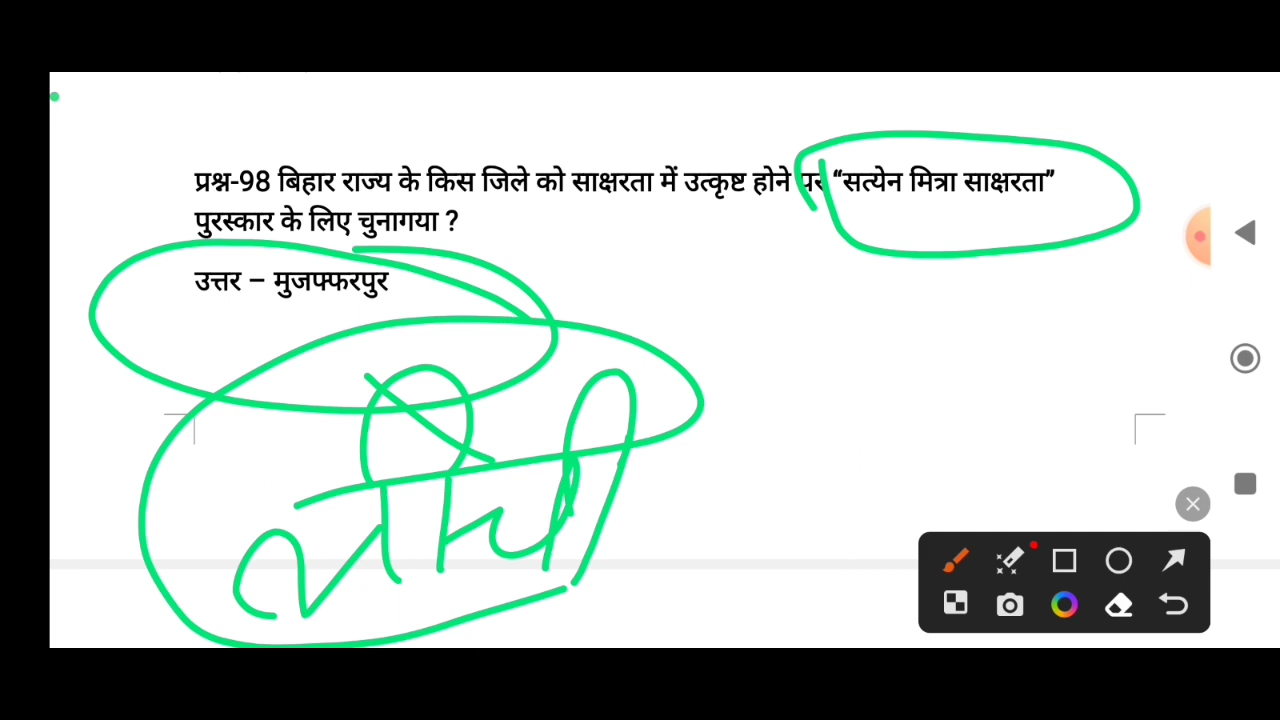 प्रश्न-98 बिहार राज्य के किस जिले को साक्षरता में उत्कृष्ट होने पर “सत्येन मित्रा साक्षरता”
पुरस्कार के लिए चुनागया ?
उत्तर – मुजफ्फरपुर